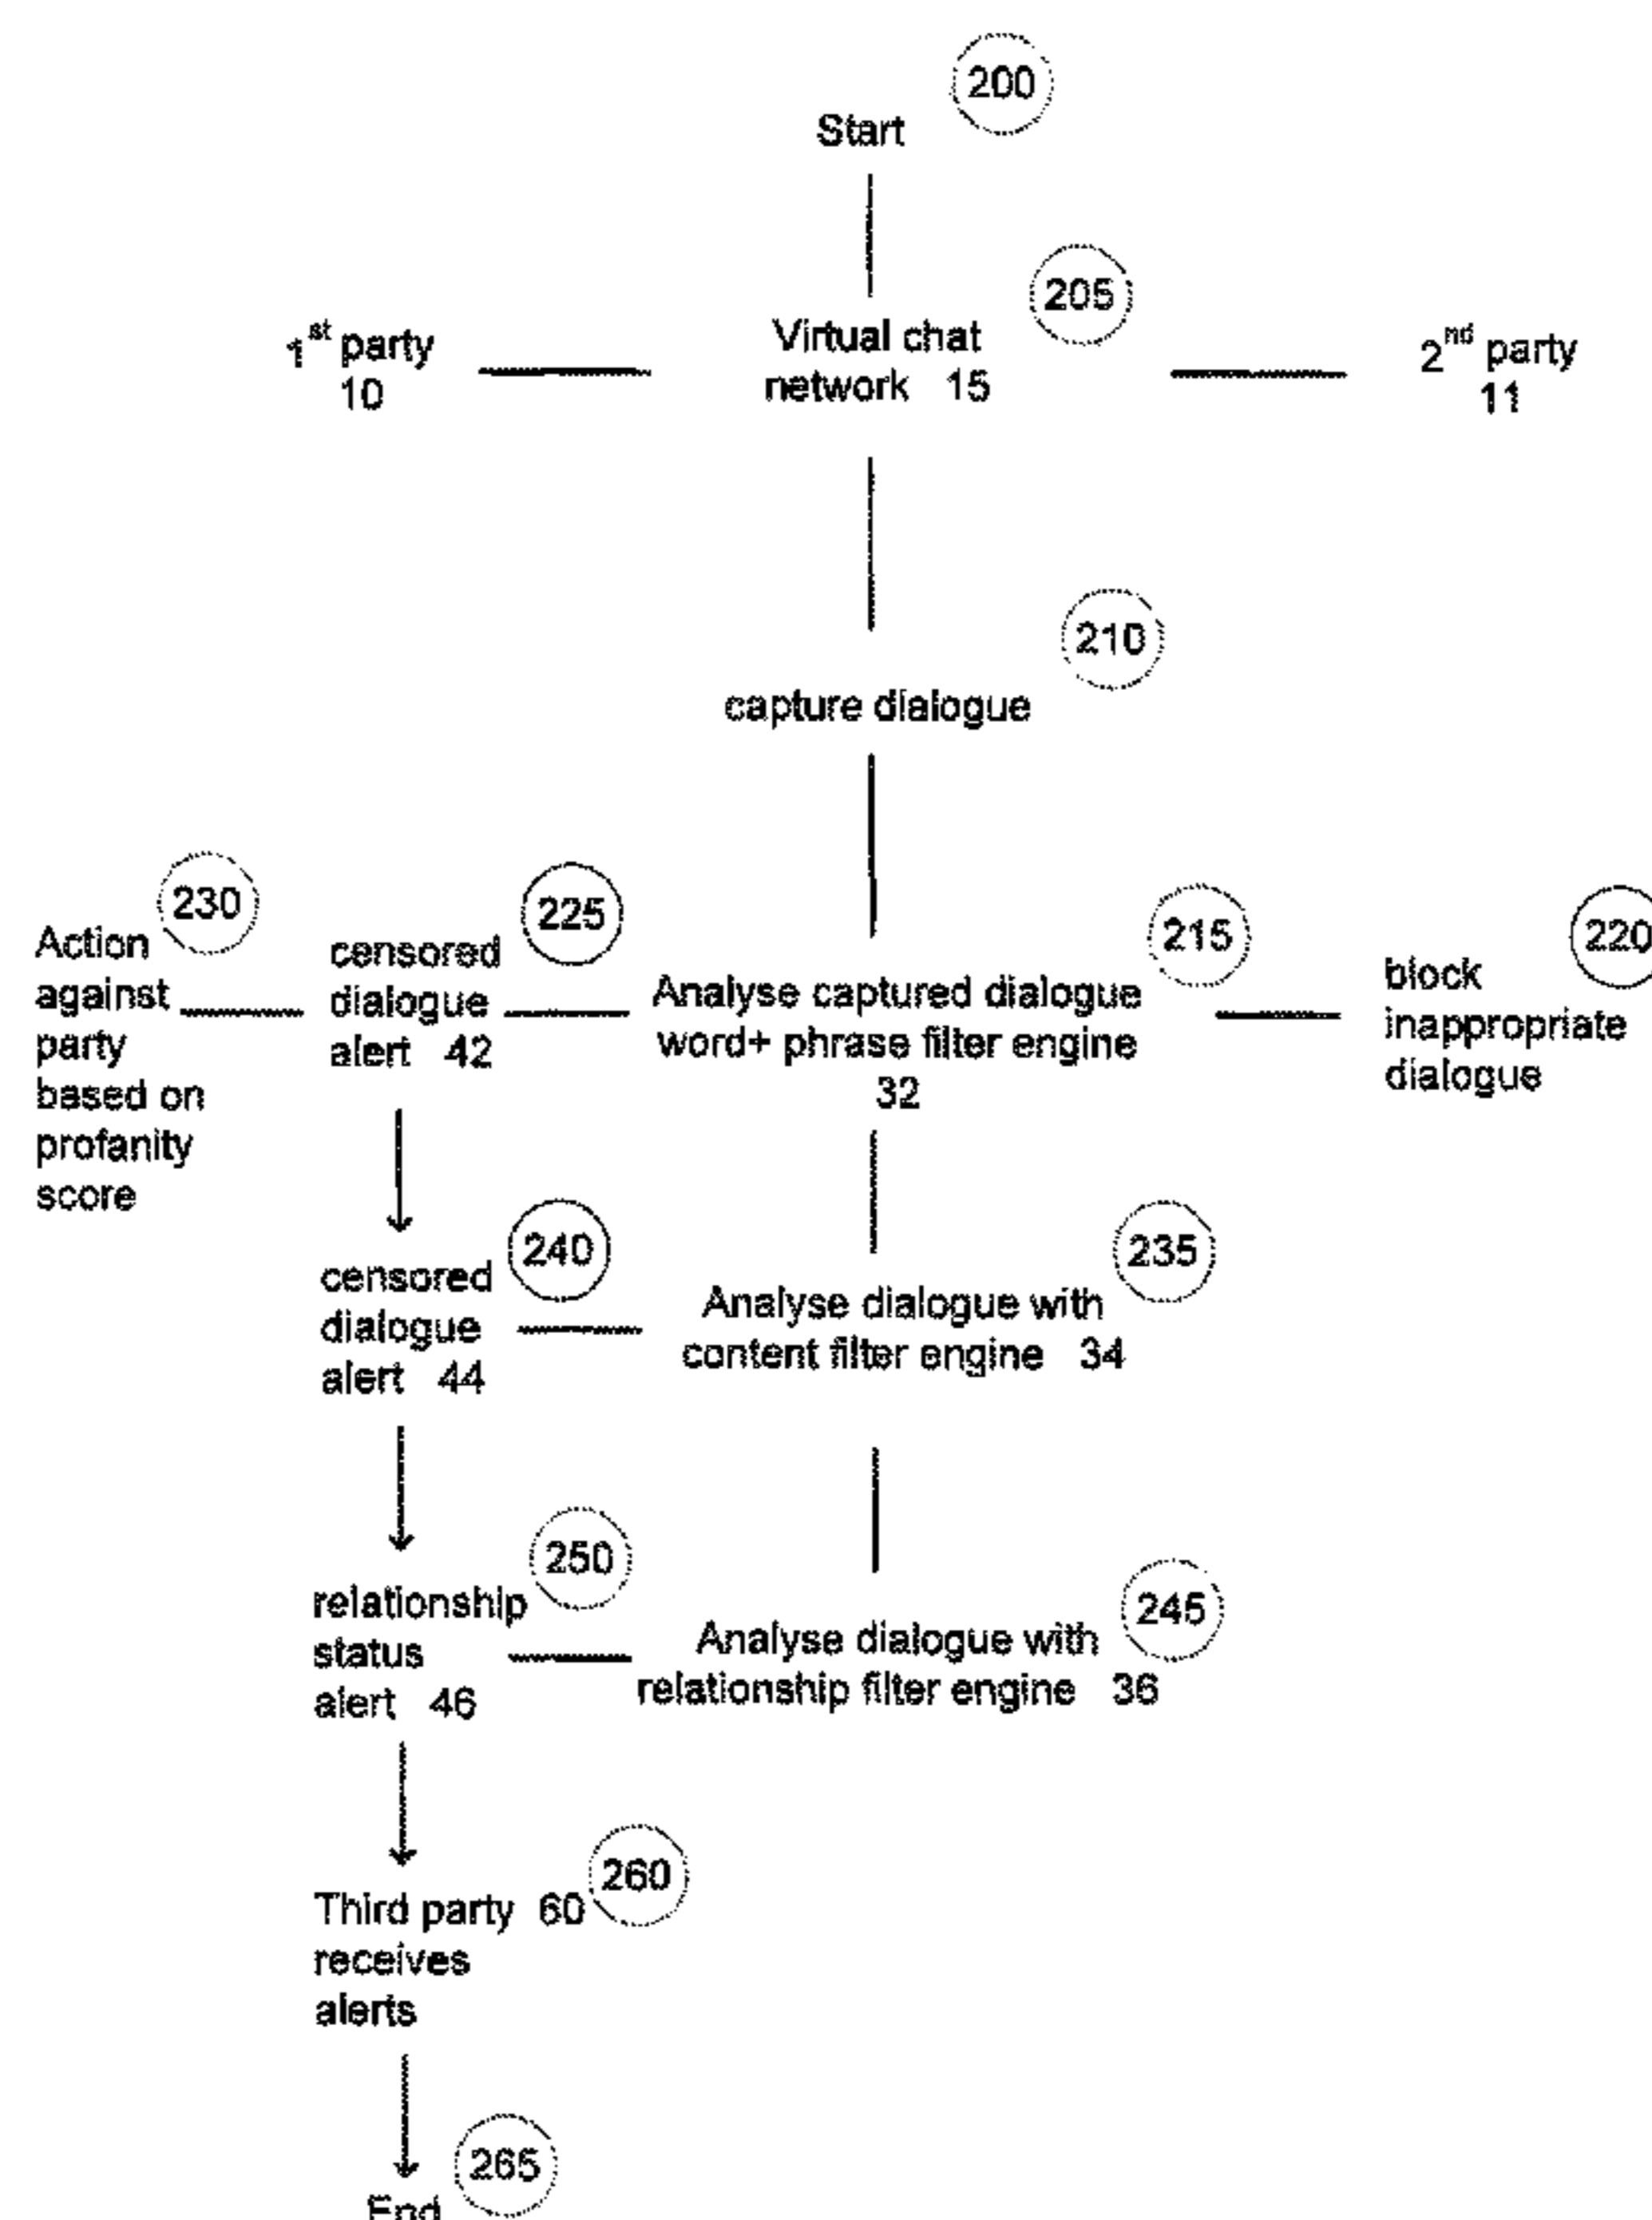 200
Start
205
1st party
10
Virtual chat
network 15
2nd party
11
210
capture dialogue
230
Action
against
party
based on
profanity
score
225
censored
dialogue
alert 42
215
Analyse captured dialogue
word+ phrase filter engine
32
220
block
inappropriate
dialogue
240
censored
dialogue
alert 44
235
Analyse dialogue with
content filter engine 34
250
relationship
status
alert 46
245
Analyse dialogue with
relationship filter engine 36
260
Third party 60
receives
alerts
265
End